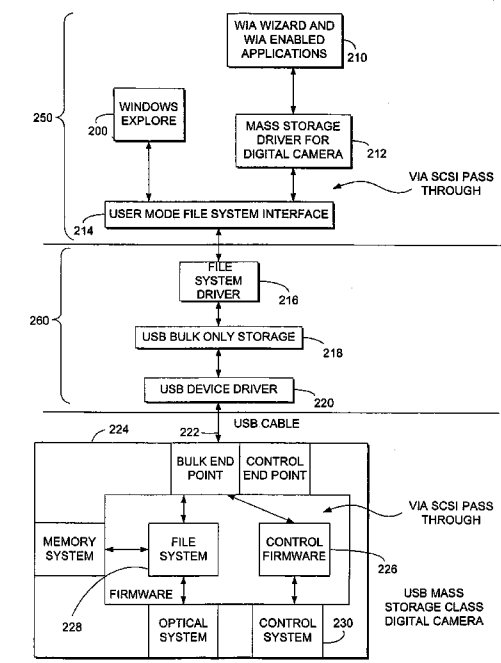 WIA WIZARD AND
WIA ENABLED
APPLICATIONS
210
250
WINDOWS
EXPLORE
200
MASS STORAGE
DRIVER FOR
DIGITAL CAMERA
212
VIA SCSI PASS
THROUGH
USER MODE FILE SYSTEM INTERFACE
214
FILE
SYSTEM
DRIVER
216
260
USB BULK ONLY STORAGE
218
USB DEVICE DRIVER
220
USB CABLE
222
224
BULK END
POINT
CONTROL
END POINT
VIA SCSI PASS
THROUGH
MEMORY
SYSTEM
FILE
SYSTEM
CONTROL
FIRMWARE
226
FIRMWARE
228
OPTICAL
SYSTEM
CONTROL
SYSTEM
230
USB MASS
STORAGE CLASS
DIGITAL CAMERA